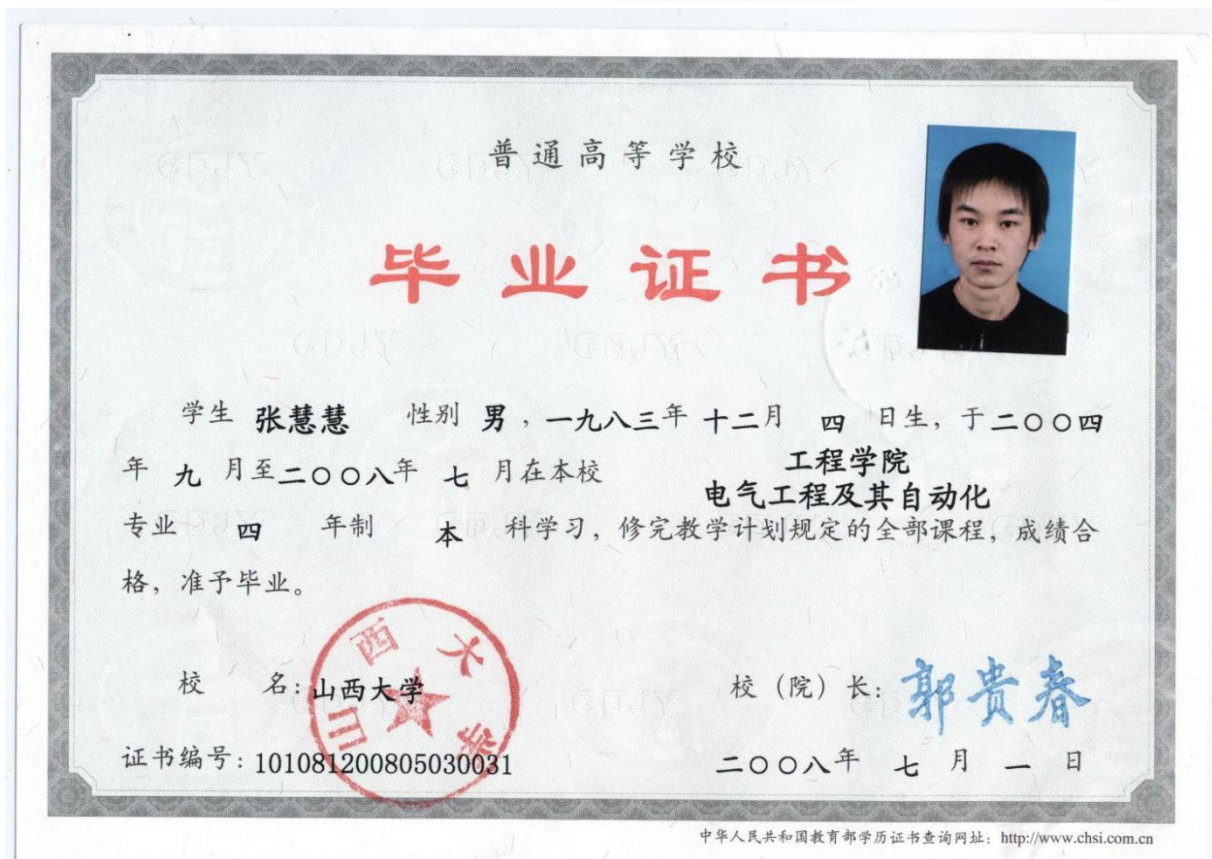 普通高等学校
毕业证书
学生 张慧慧 性别 男，一九八三年 十二月 四 日生，于二〇〇四
年 九 月至二〇〇八年 七 月在本校 工程学院
电气工程及其自动化
专业 四 年制 本 科学习，修完教学计划规定的全部课程，成绩合
格，准予毕业。
山西大学
校 名：山西大学 校（院）长：郭贵春
证书编号：101081200805030031 二〇〇八年 七 月 一 日
中华人民共和国教育部学历证书查询网址：http://www.chsi.com.cn